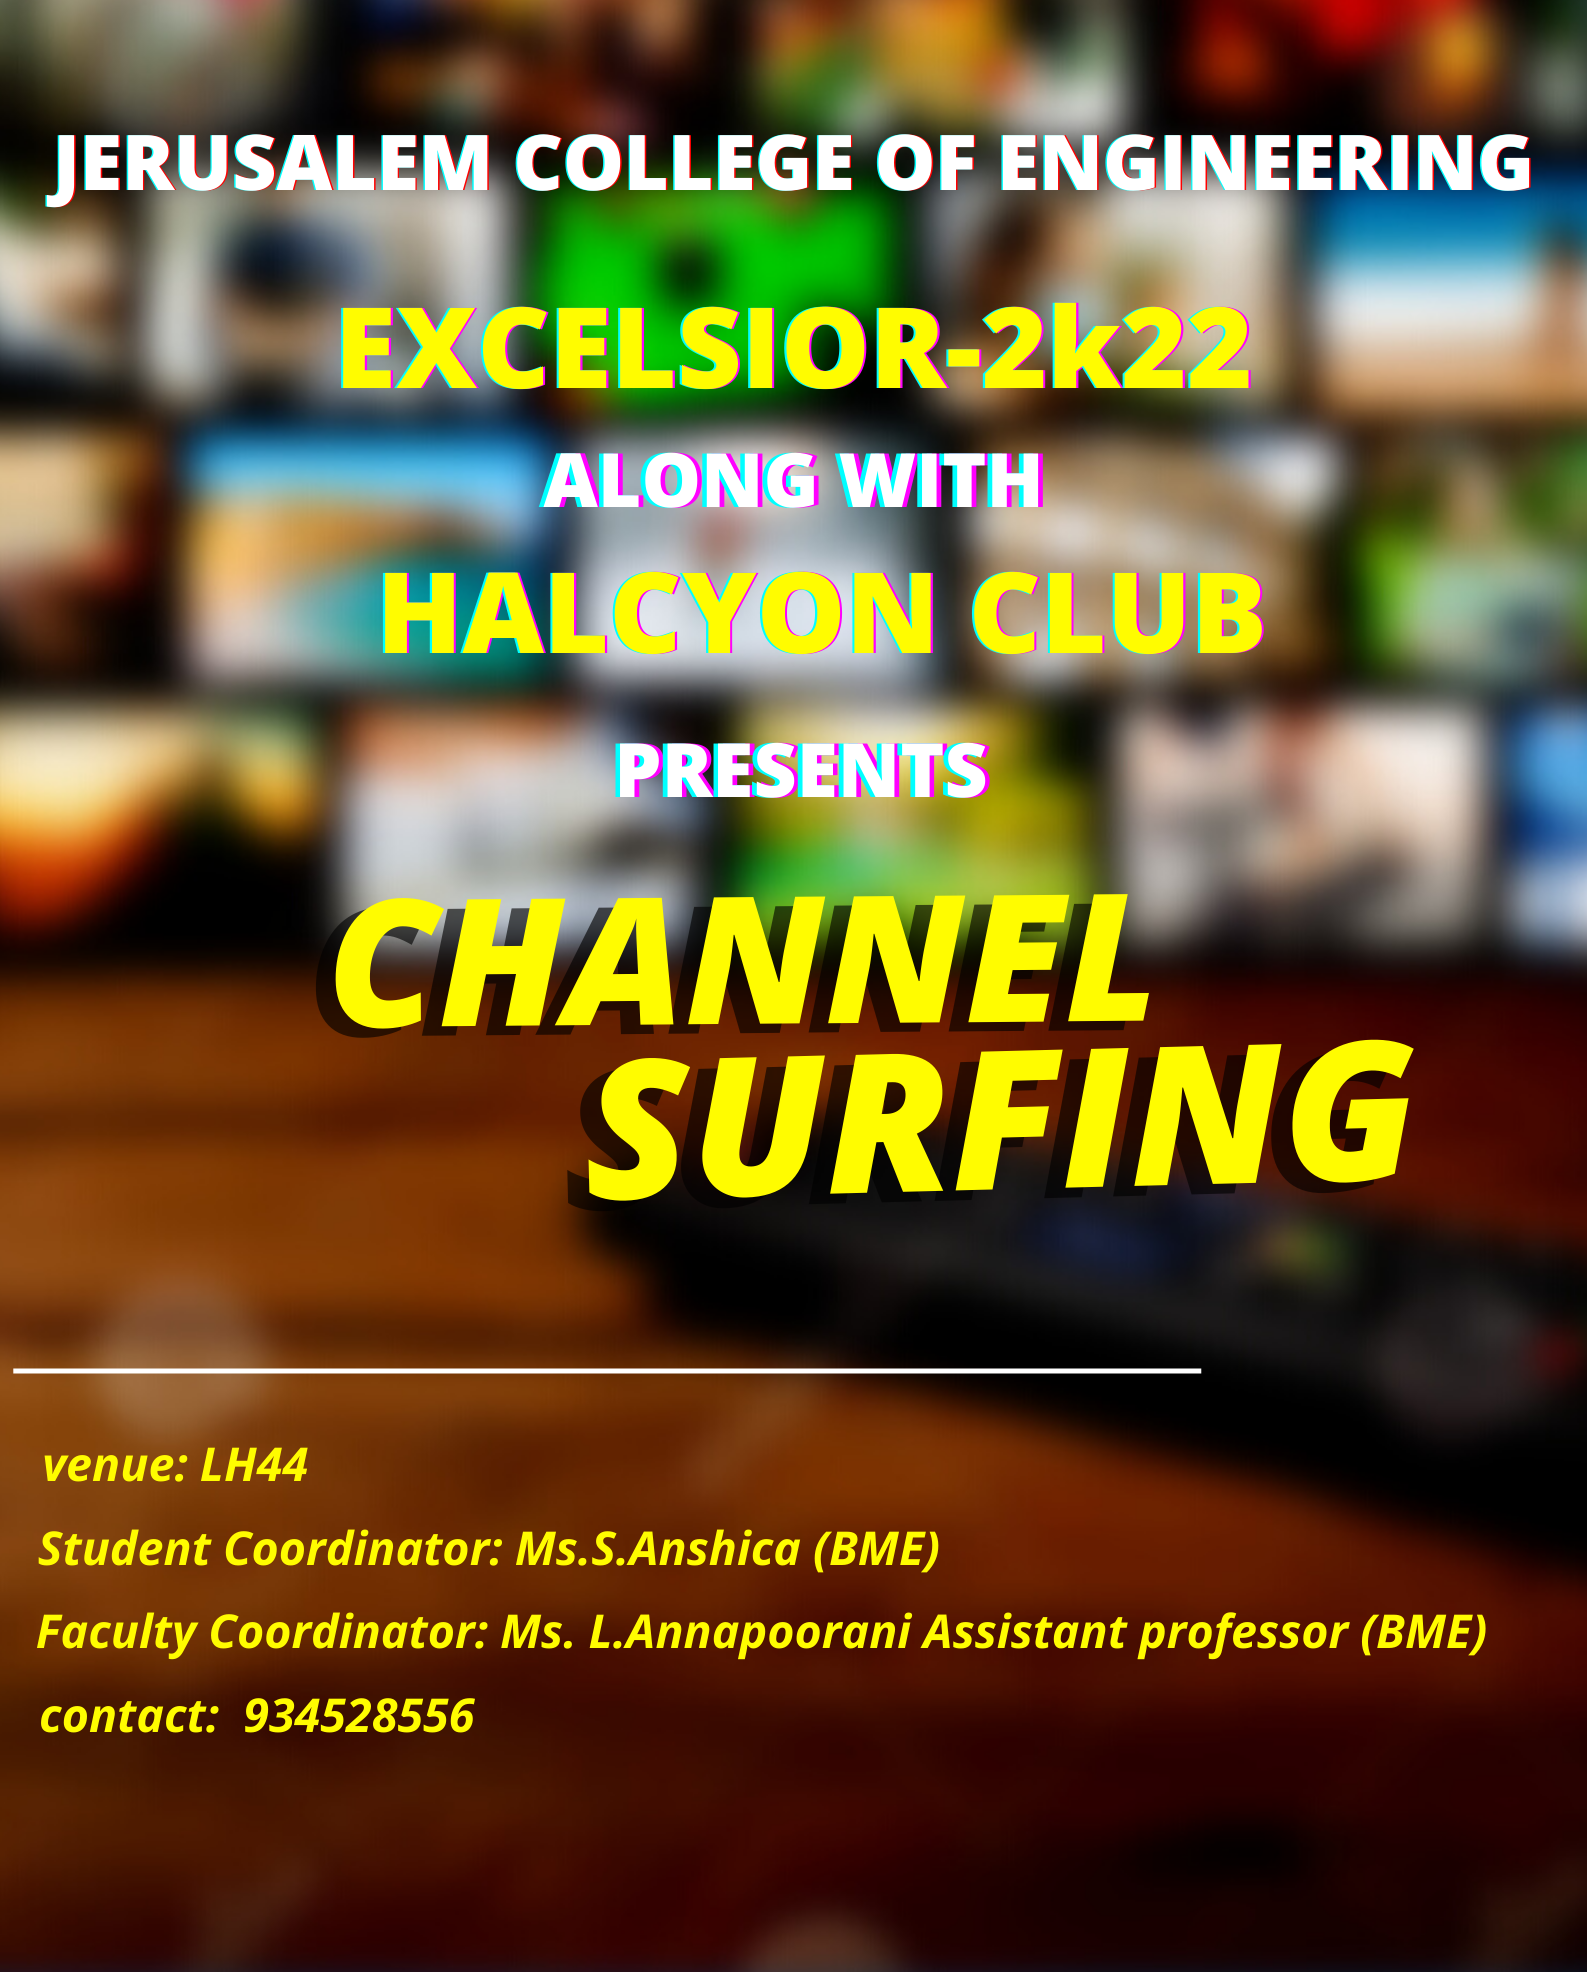 JERUSALEM COLLEGE OF ENGINEERING
EXCELSIOR-2k22
ALONG WITH
HALCYON CLUB
PRESENTS
CHANNEL
SURFING
venue: LH44
Student Coordinator: Ms.S.Anshica (BME)
Faculty Coordinator: Ms. L.Annapoorani Assistant professor (BME)
contact:  934528556